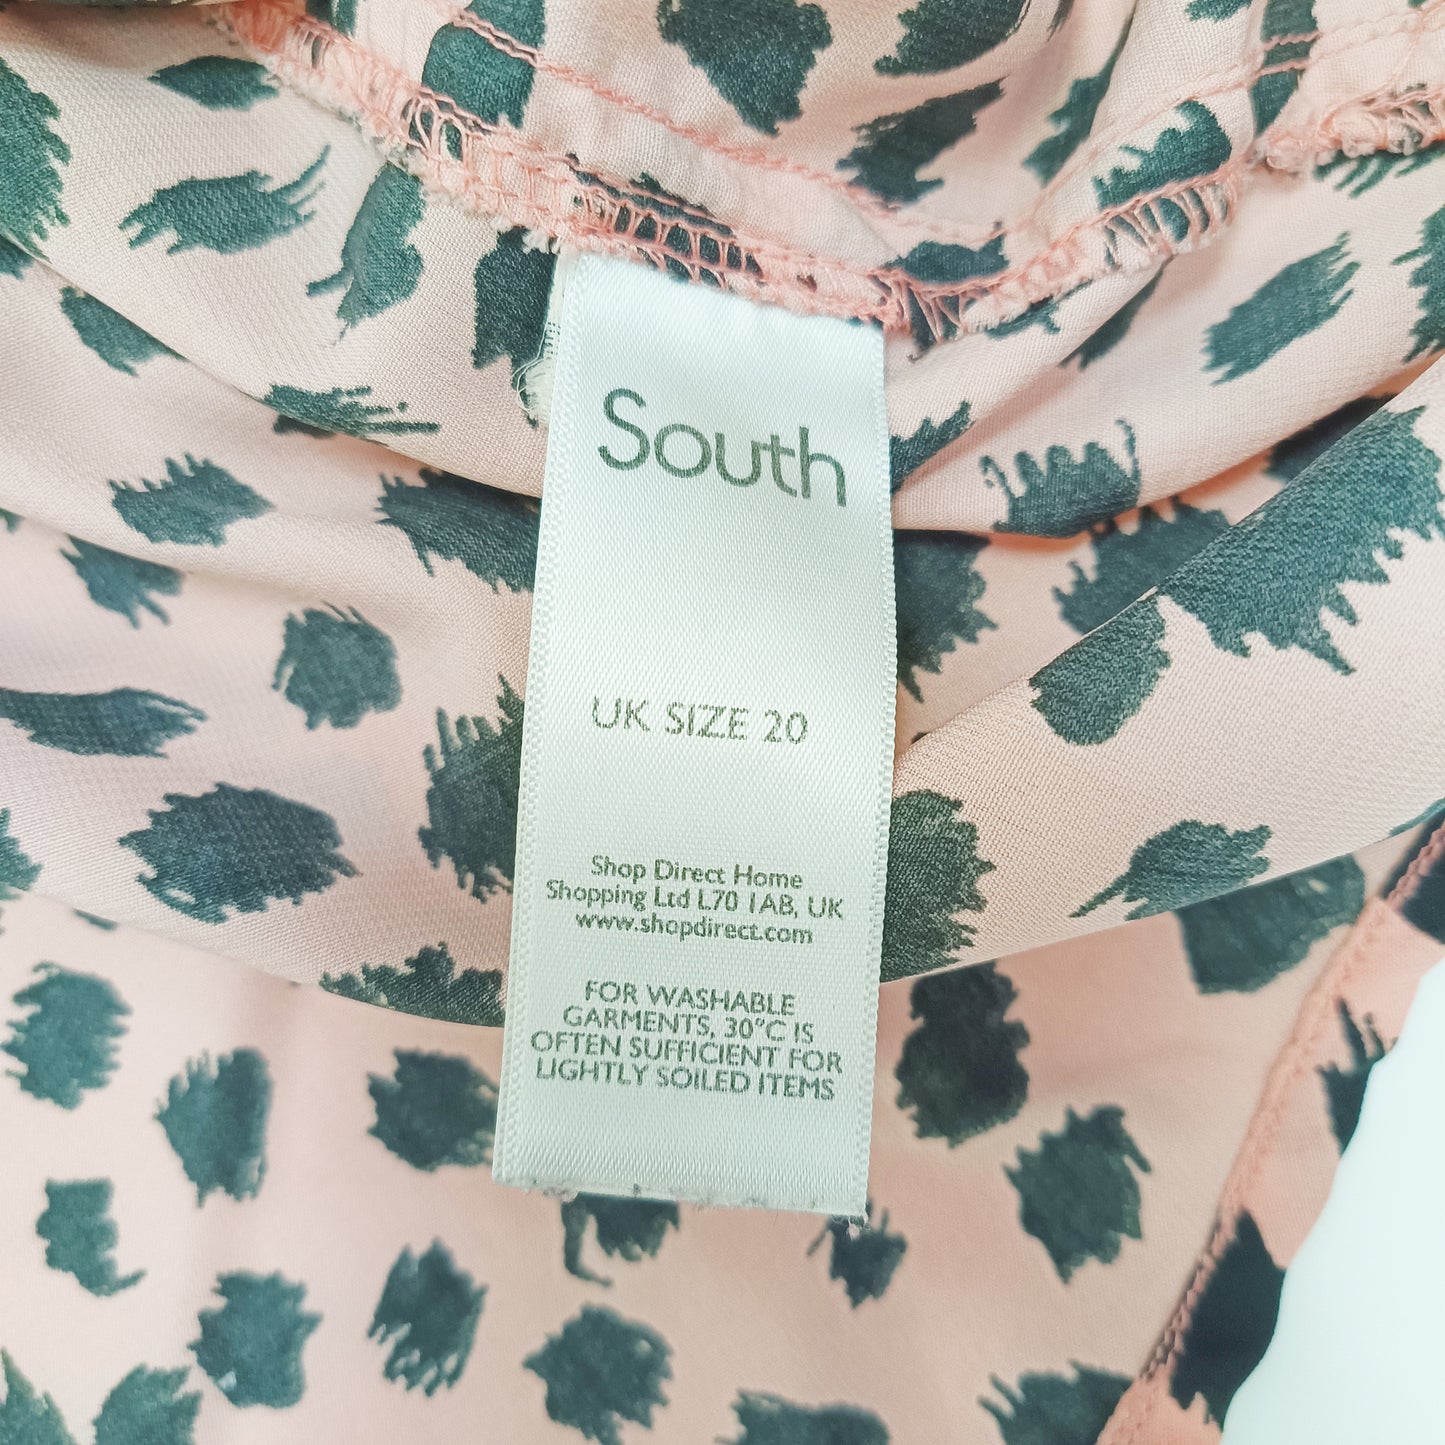 South
UK SIZE 20
Shop Direct Home
Shopping Ltd L70 1AB, UK
www.shopdirect.com
FOR WASHABLE
GARMENTS, 30°C IS
OFTEN SUFFICIENT FOR
LIGHTLY SOILED ITEMS